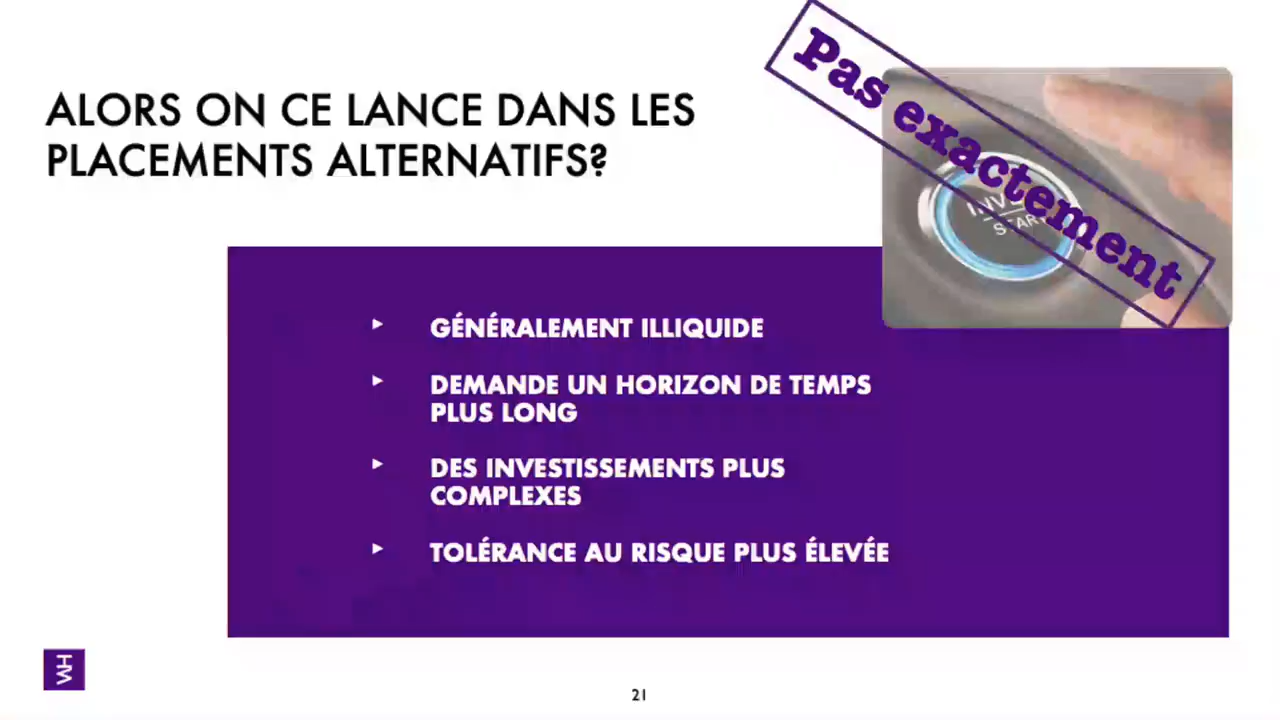 ALORS ON CE LANCE DANS LES
PLACEMENTS ALTERNATIFS?
Pas exactement
GÉNÉRALEMENT ILLIQUIDE
DEMANDE UN HORIZON DE TEMPS
PLUS LONG
DES INVESTISSEMENTS PLUS
COMPLEXES
TOLÉRANCE AU RISQUE PLUS ÉLEVÉE
21